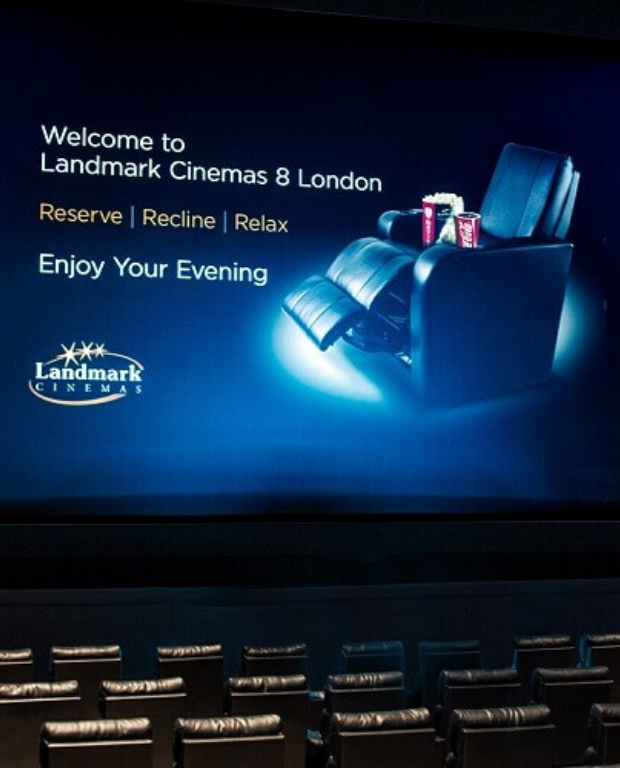 Welcome to
Landmark Cinemas 8 London
Reserve | Recline | Relax
Enjoy Your Evening
Landmark
CINEMAS